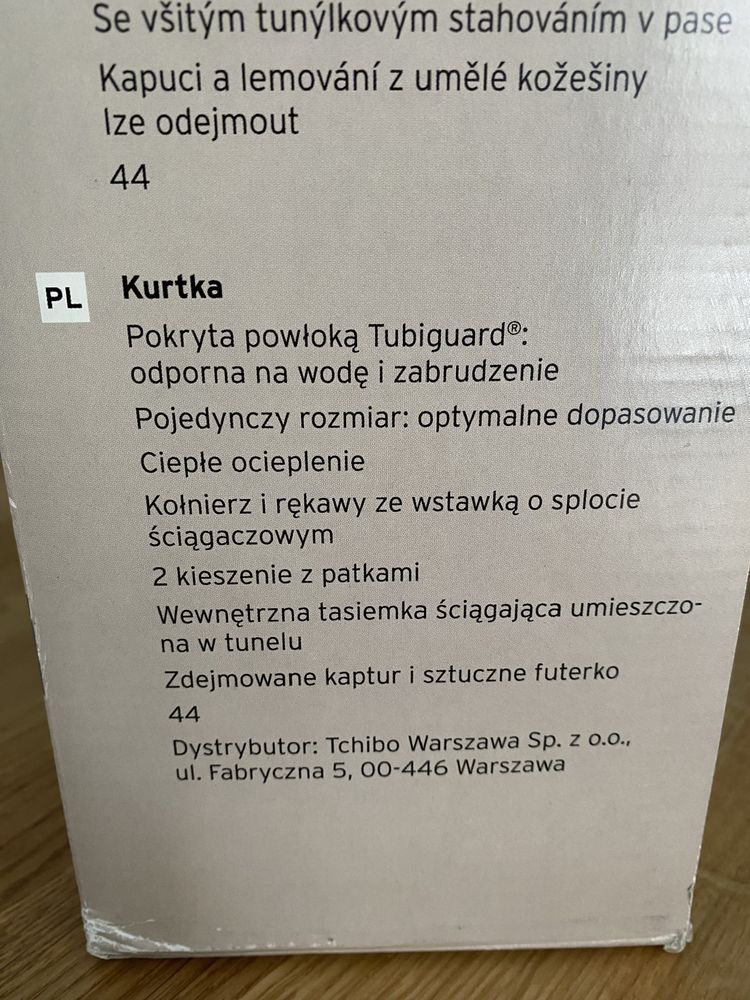 Se všitým tunýlkovým stahováním v pase
Kapuci a lemování z umělé kožešiny
lze odejmout
44
PL
Kurtka
Pokryta powłoką Tubiguard®:
odporna na wodę i zabrudzenie
Pojedynczy rozmiar: optymalne dopasowanie
Ciepłe ocieplenie
Kołnierz i rękawy ze wstawką o splocie
ściągaczowym
2 kieszenie z patkami
Wewnętrzna tasiemka ściągająca umieszczo-
na w tunelu
Zdejmowane kaptur i sztuczne futerko
44
Dystrybutor: Tchibo Warszawa Sp. z o.o.,
ul. Fabryczna 5, 00-446 Warszawa